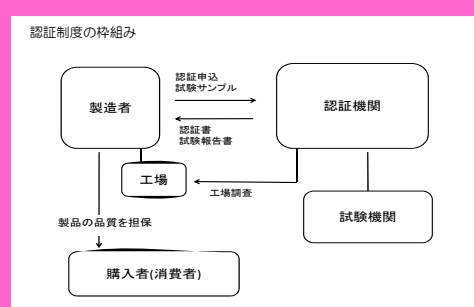 認証制度の枠組み
認証申込
試験サンプル
製造者
認証機関
認証書
試験報告書
工場
工場調査
試験機関
製品の品質を担保
購入者(消費者)